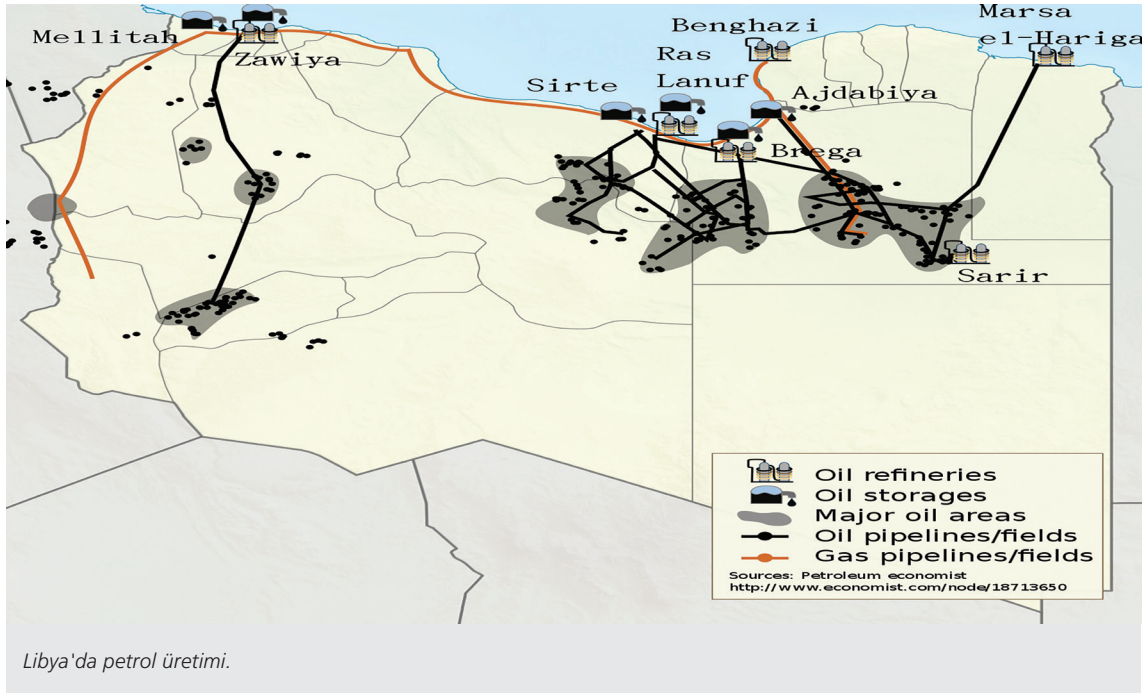 Mellitah
Zawiya
Sirte
Ras
Lanuf
Benghazi
Ajdabiya
Brega
Marsa
el-Hariga
Sarir
Oil refineries
Oil storages
Major oil areas
Oil pipelines/fields
Gas pipelines/fields
Sources: Petroleum economist
http://www.economist.com/node/18713650
Libya'da petrol üretimi.